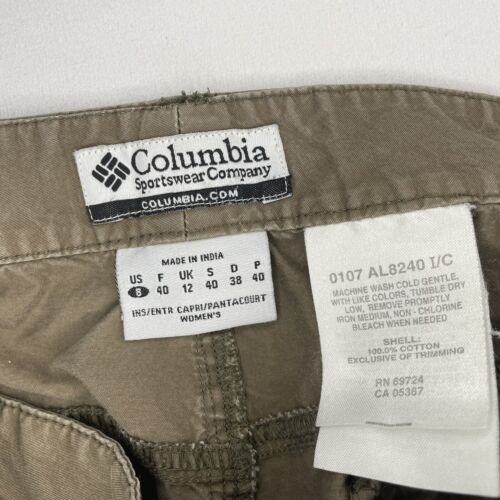 Columbia
Sportswear Company
COLUMBIA.COM
MADE IN INDIA
US F UK S D P
8 40 12 40 38 40
INS/ENTR CAPRI/PANTACOURT
WOMEN'S
0107 AL8240 I/C
MACHINE WASH COLD GENTLE,
WITH LIKE COLORS, TUMBLE DRY
LOW, REMOVE PROMPTLY
IRON MEDIUM, NON - CHLORINE
BLEACH WHEN NEEDED
SHELL:
100.0% COTTON
EXCLUSIVE OF TRIMMING
RN 69724
CA 05367